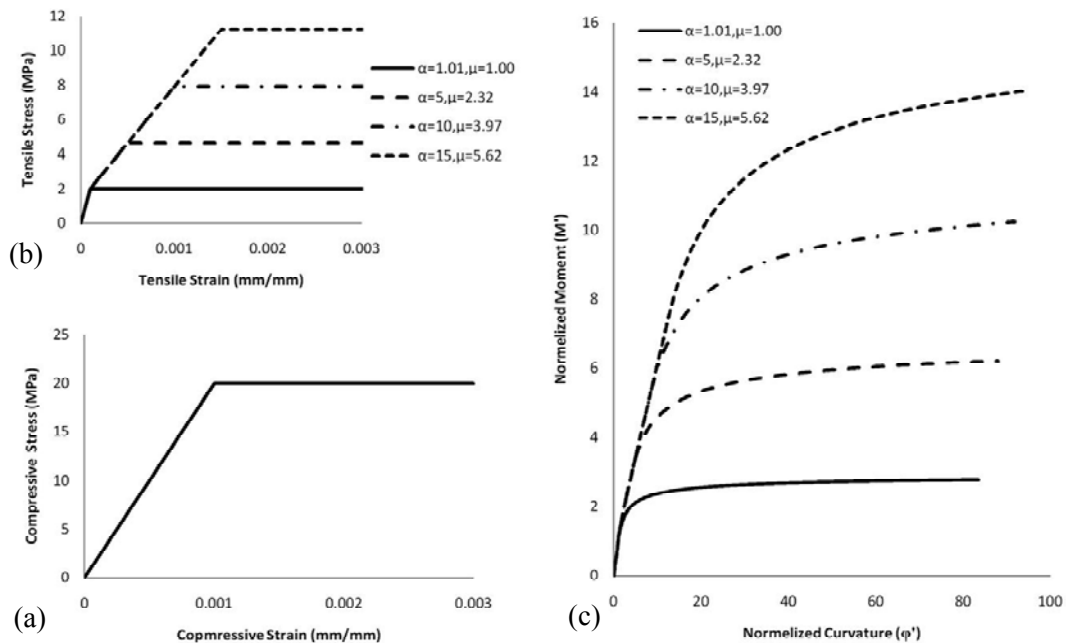 12
10
8
6
4
2
0
Tensile Stress (MPa)
0
0.001
0.002
0.003
Tensile Strain (mm/mm)
α=1.01,μ=1.00
α=5,μ=2.32
α=10,μ=3.97
α=15,μ=5.62
(b)
25
20
15
10
5
0
Compressive Stress (MPa)
0
0.001
0.002
0.003
Copmressive Strain (mm/mm)
(a)
16
14
12
10
8
6
4
2
0
Normelized Moment (M')
α=1.01,μ=1.00
α=5,μ=2.32
α=10,μ=3.97
α=15,μ=5.62
0
20
40
60
80
100
Normelized Curvature (φ')
(c)